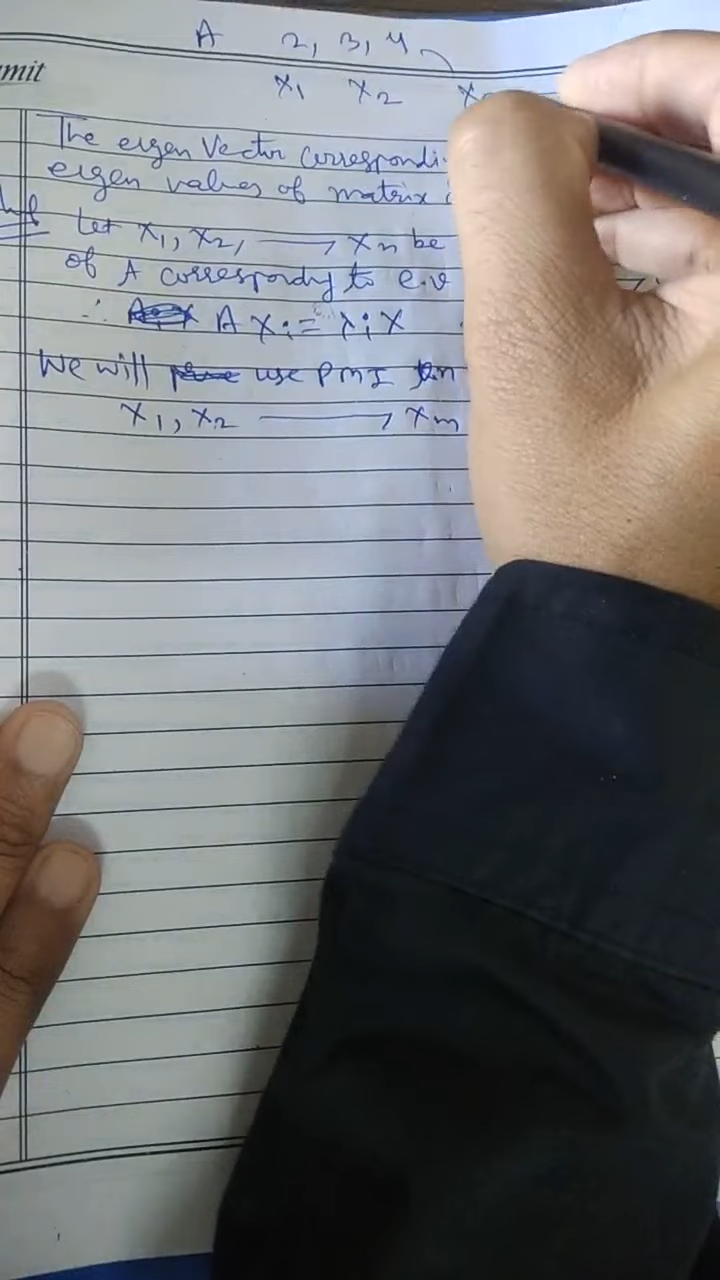 A 2, 3, 4
mit
X1 X2 X
The eigen Vector correspondi
eigen values of matrix
Let X1, X2, —— Xn be
of A correspondg to e.v
∴ A Xi = λi X
We will use PMI
X1, X2 ——, Xm